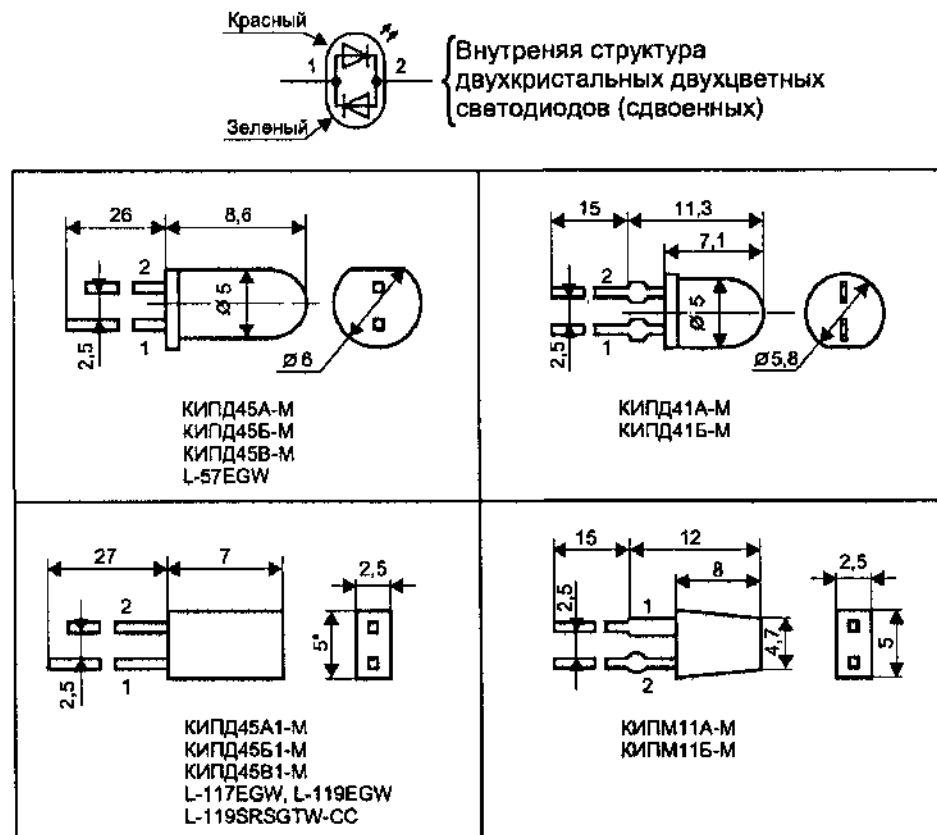 Красный
1
2
Зеленый
Внутреняя структура
двухкристальных двухцветных
светодиодов (сдвоенных)
26
8,6
2
Ø 5
2,5
1
Ø 6
КИПД45А-М
КИПД45Б-М
КИПД45В-М
L-57EGW
15
11,3
7,1
2
Ø 5
2,5
1
Ø 5,8
КИПД41А-М
КИПД41Б-М
27
7
2,5
2
5*
2,5
1
КИПД45А1-М
КИПД45Б1-М
КИПД45В1-М
L-117EGW, L-119EGW
L-119SRSGTW-CC
15
12
8
2,5
2,5
1
4,7
5
2
КИПМ11А-М
КИПМ11Б-М